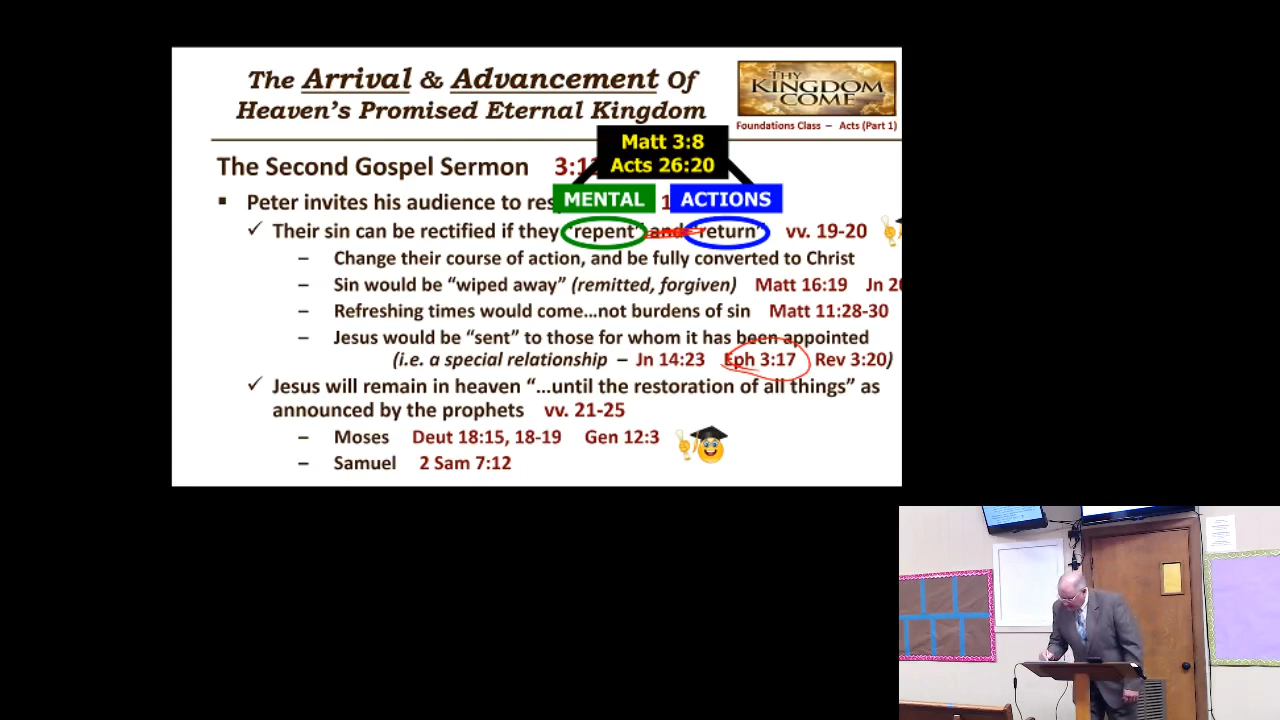 The Arrival & Advancement Of
Heaven's Promised Eternal Kingdom
THY
KINGDOM
COME
Foundations Class – Acts (Part 1)
Matt 3:8
Acts 26:20
The Second Gospel Sermon 3:1
MENTAL ACTIONS
▪ Peter invites his audience to res 1
✓ Their sin can be rectified if they "repent" and "return" vv. 19-20
– Change their course of action, and be fully converted to Christ
– Sin would be "wiped away" (remitted, forgiven) Matt 16:19 Jn 20
– Refreshing times would come…not burdens of sin Matt 11:28-30
– Jesus would be "sent" to those for whom it has been appointed
(i.e. a special relationship – Jn 14:23 Eph 3:17 Rev 3:20)
✓ Jesus will remain in heaven "…until the restoration of all things" as
announced by the prophets vv. 21-25
– Moses Deut 18:15, 18-19 Gen 12:3
– Samuel 2 Sam 7:12